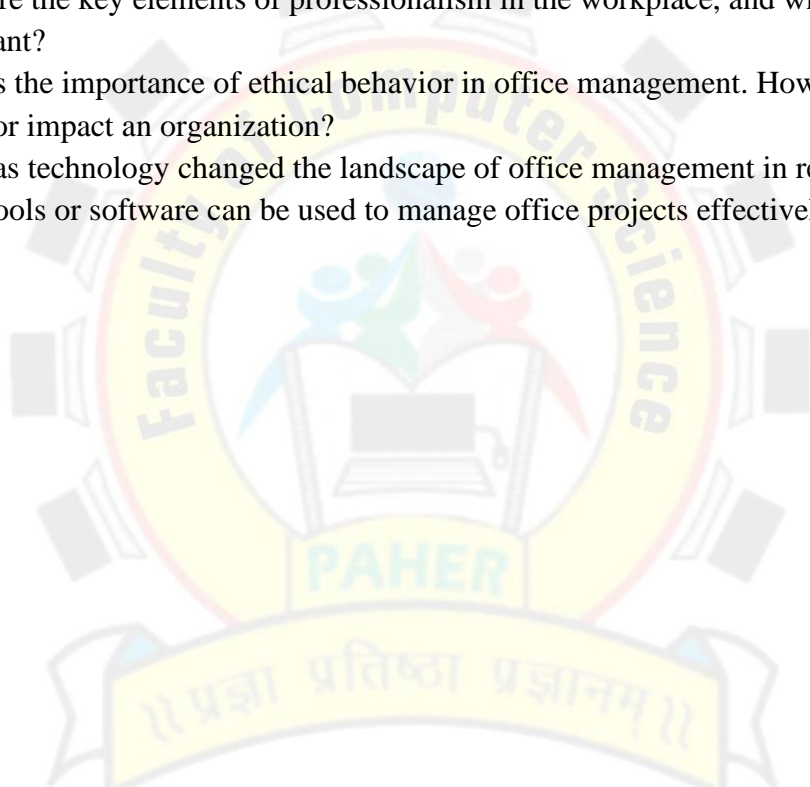 re the key elements of professionalism in the workplace, and w
ant?
s the importance of ethical behavior in office management. How
or impact an organization?
as technology changed the landscape of office management in r
ools or software can be used to manage office projects effectivel
Faculty of Computer Science
PAHER
॥ प्रज्ञा प्रतिष्ठा प्रज्ञानम् ॥